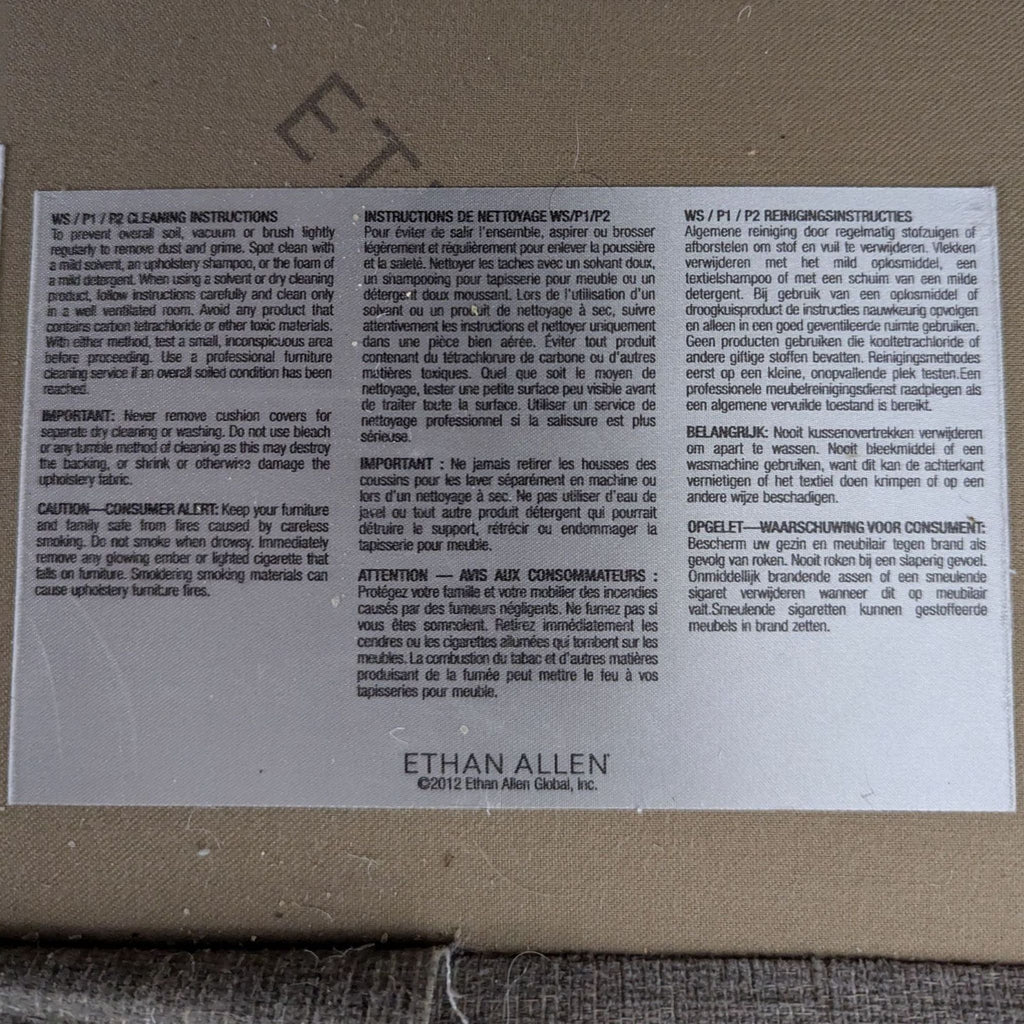 ET
WS / P1 / P2 CLEANING INSTRUCTIONS
To prevent overall soil, vacuum or brush lightly
regularly to remove dust and grime. Spot clean with
a mild solvent, an upholstery shampoo, or the foam of
a mild detergent. When using a solvent or dry cleaning
product, follow instructions carefully and clean only
in a well ventilated room. Avoid any product that
contains carbon tetrachloride or other toxic materials.
With either method, test a small, inconspicuous area
before proceeding. Use a professional furniture
cleaning service if an overall soiled condition has been
reached.
IMPORTANT: Never remove cushion covers for
separate dry cleaning or washing. Do not use bleach
or any tumble method of cleaning as this may destroy
the backing, or shrink or otherwise damage the
upholstery fabric.
CAUTION—CONSUMER ALERT: Keep your furniture
and family safe from fires caused by careless
smoking. Do not smoke when drowsy. Immediately
remove any glowing ember or lighted cigarette that
falls on furniture. Smoldering smoking materials can
cause upholstery furniture fires.
INSTRUCTIONS DE NETTOYAGE WS/P1/P2
Pour éviter de salir l'ensemble, aspirer ou brosser
légèrement et régulièrement pour enlever la poussière
et la saleté. Nettoyer les taches avec un solvant doux,
un shampooing pour tapisserie pour meuble ou un
détergent doux moussant. Lors de l'utilisation d'un
solvant ou un produit de nettoyage à sec, suivre
attentivement les instructions et nettoyer uniquement
dans une pièce bien aérée. Éviter tout produit
contenant du tétrachlorure de carbone ou d'autres
matières toxiques. Quel que soit le moyen de
nettoyage, tester une petite surface peu visible avant
de traiter toute la surface. Utiliser un service de
nettoyage professionnel si la salissure est plus
sérieuse.
IMPORTANT : Ne jamais retirer les housses des
coussins pour les laver séparément en machine ou
lors d'un nettoyage à sec. Ne pas utiliser d'eau de
javel ou tout autre produit détergent qui pourrait
détruire le support, rétrécir ou endommager la
tapisserie pour meuble.
ATTENTION — AVIS AUX CONSOMMATEURS :
Protégez votre famille et votre mobilier des incendies
causés par des fumeurs négligents. Ne fumez pas si
vous êtes somnolent. Retirez immédiatement les
cendres ou les cigarettes allumées qui tombent sur les
meubles. La combustion du tabac et d'autres matières
produisant de la fumée peut mettre le feu à vos
tapisseries pour meuble.
WS / P1 / P2 REINIGINGSINSTRUCTIES
Algemene reiniging door regelmatig stofzuigen of
afborstelen om stof en vuil te verwijderen. Vlekken
verwijderen met het mild oplosmiddel, een
textielshampoo of met een schuim van een milde
detergent. Bij gebruik van een oplosmiddel of
droogkuisproduct de instructies nauwkeurig opvolgen
en alleen in een goed geventileerde ruimte gebruiken.
Geen producten gebruiken die kooltetrachloride of
andere giftige stoffen bevatten. Reinigingsmethodes
eerst op een kleine, onopvallende plek testen.Een
professionele meubelreinigingsdienst raadplegen als
een algemene vervuilde toestand is bereikt.
BELANGRIJK: Nooit kussenovertrekken verwijderen
om apart te wassen. Nooit bleekmiddel of een
wasmachine gebruiken, want dit kan de achterkant
vernietigen of het textiel doen krimpen of op een
andere wijze beschadigen.
OPGELET—WAARSCHUWING VOOR CONSUMENT:
Bescherm uw gezin en meubilair tegen brand als
gevolg van roken. Nooit roken bij een slaperig gevoel.
Onmiddellijk brandende assen of een smeulende
sigaret verwijderen wanneer dit op meubilair
valt.Smeulende sigaretten kunnen gestoffeerde
meubels in brand zetten.
ETHAN ALLEN
©2012 Ethan Allen Global, Inc.